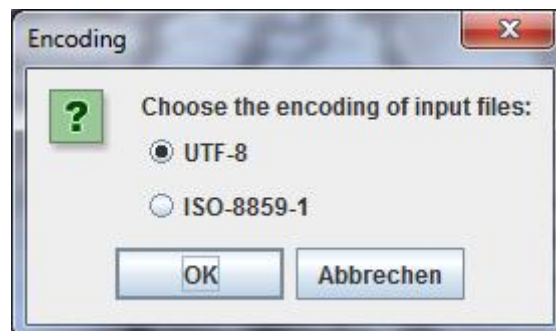 Encoding
Choose the encoding of input files:
UTF-8
ISO-8859-1
OK
Abbrechen